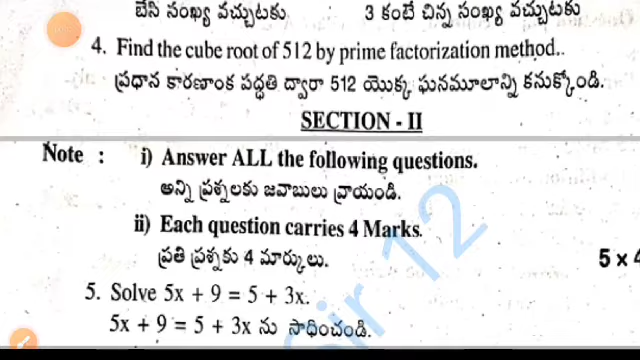 బేసి సంఖ్య వచ్చుటకు 3 కంటే చిన్న సంఖ్య వచ్చుటకు
4. Find the cube root of 512 by prime factorization method..
ప్రధాన కారణాంక పద్ధతి ద్వారా 512 యొక్క ఘనమూలాన్ని కనుక్కోండి.
SECTION - II
Note : i) Answer ALL the following questions.
అన్ని ప్రశ్నలకు జవాబులు వ్రాయండి.
ii) Each question carries 4 Marks.
ప్రతి ప్రశ్నకు 4 మార్కులు.
5 × 4
5. Solve 5x + 9 = 5 + 3x.
5x + 9 = 5 + 3x ను సాధించండి.